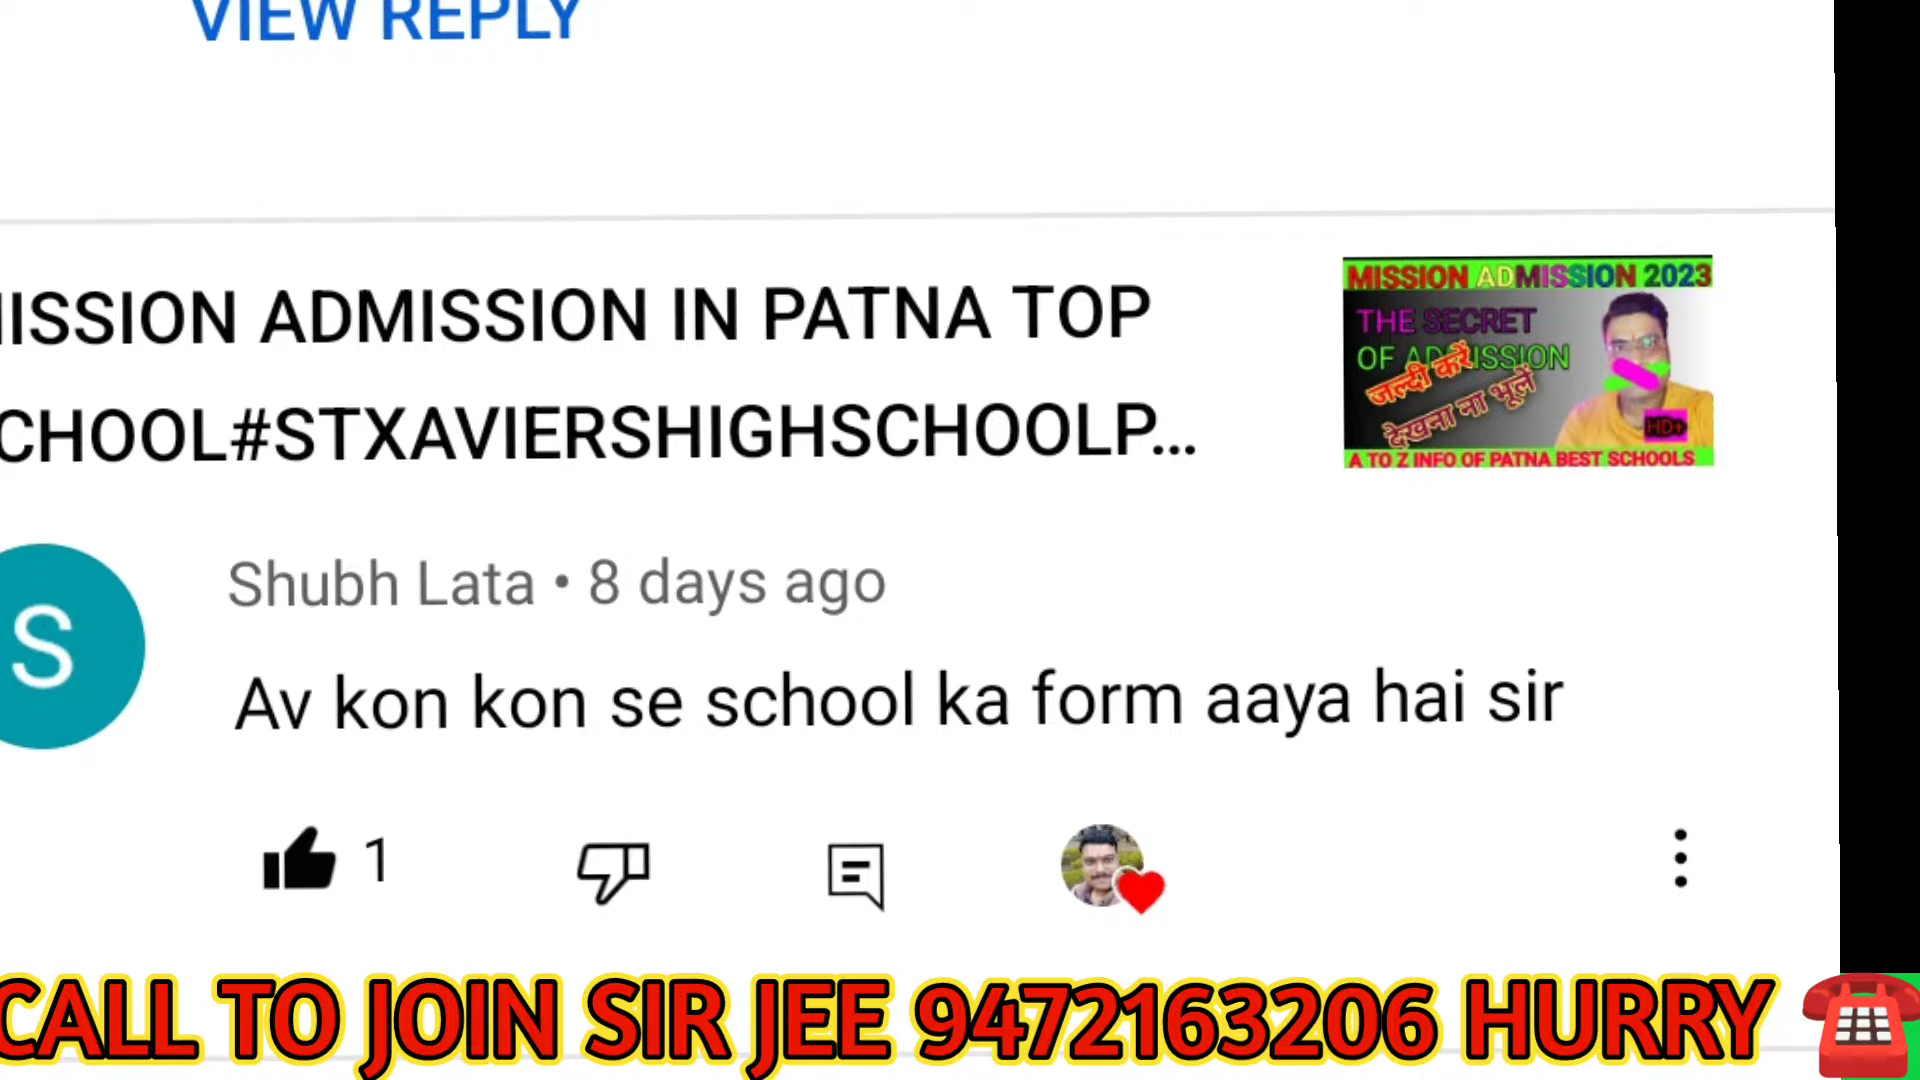 VIEW REPLY
ISSION ADMISSION IN PATNA TOP
CHOOL#STXAVIERSHIGHSCHOOLP...
MISSION ADMISSION 2023
THE SECRET
OF ADMISSION
जल्दी करें
देखना ना भूलें
HD+
A TO Z INFO OF PATNA BEST SCHOOLS
S
Shubh Lata • 8 days ago
Av kon kon se school ka form aaya hai sir
1
CALL TO JOIN SIR JEE 9472163206 HURRY